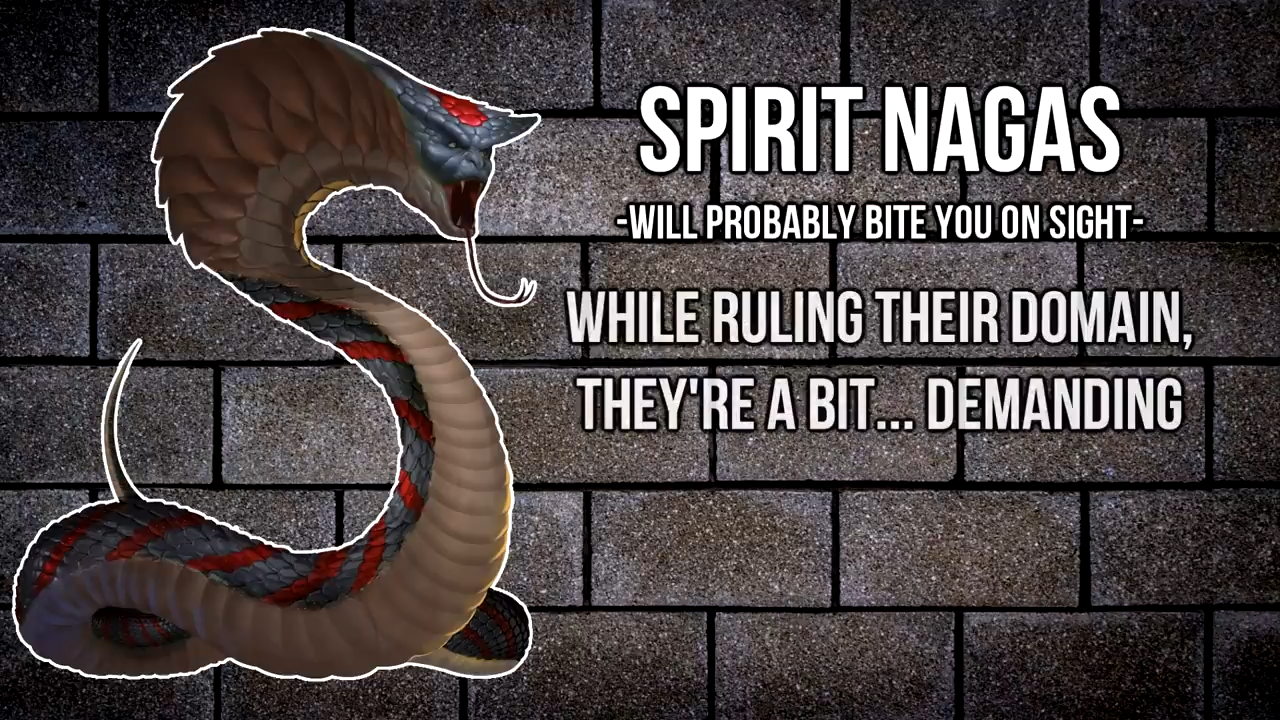 SPIRIT NAGAS
-WILL PROBABLY BITE YOU ON SIGHT-
WHILE RULING THEIR DOMAIN,
THEY'RE A BIT... DEMANDING